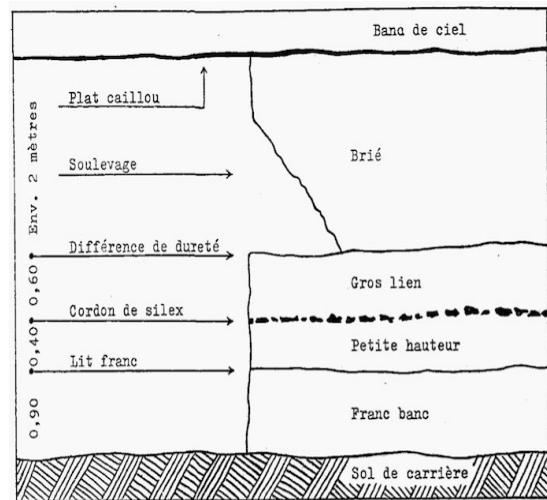 Banc de ciel
Plat caillou
Env. 2 mètres
Brié
Soulevage
Différence de dureté
0,60
Gros lien
Cordon de silex
0,40
Petite hauteur
Lit franc
0,90
Franc banc
Sol de carrière